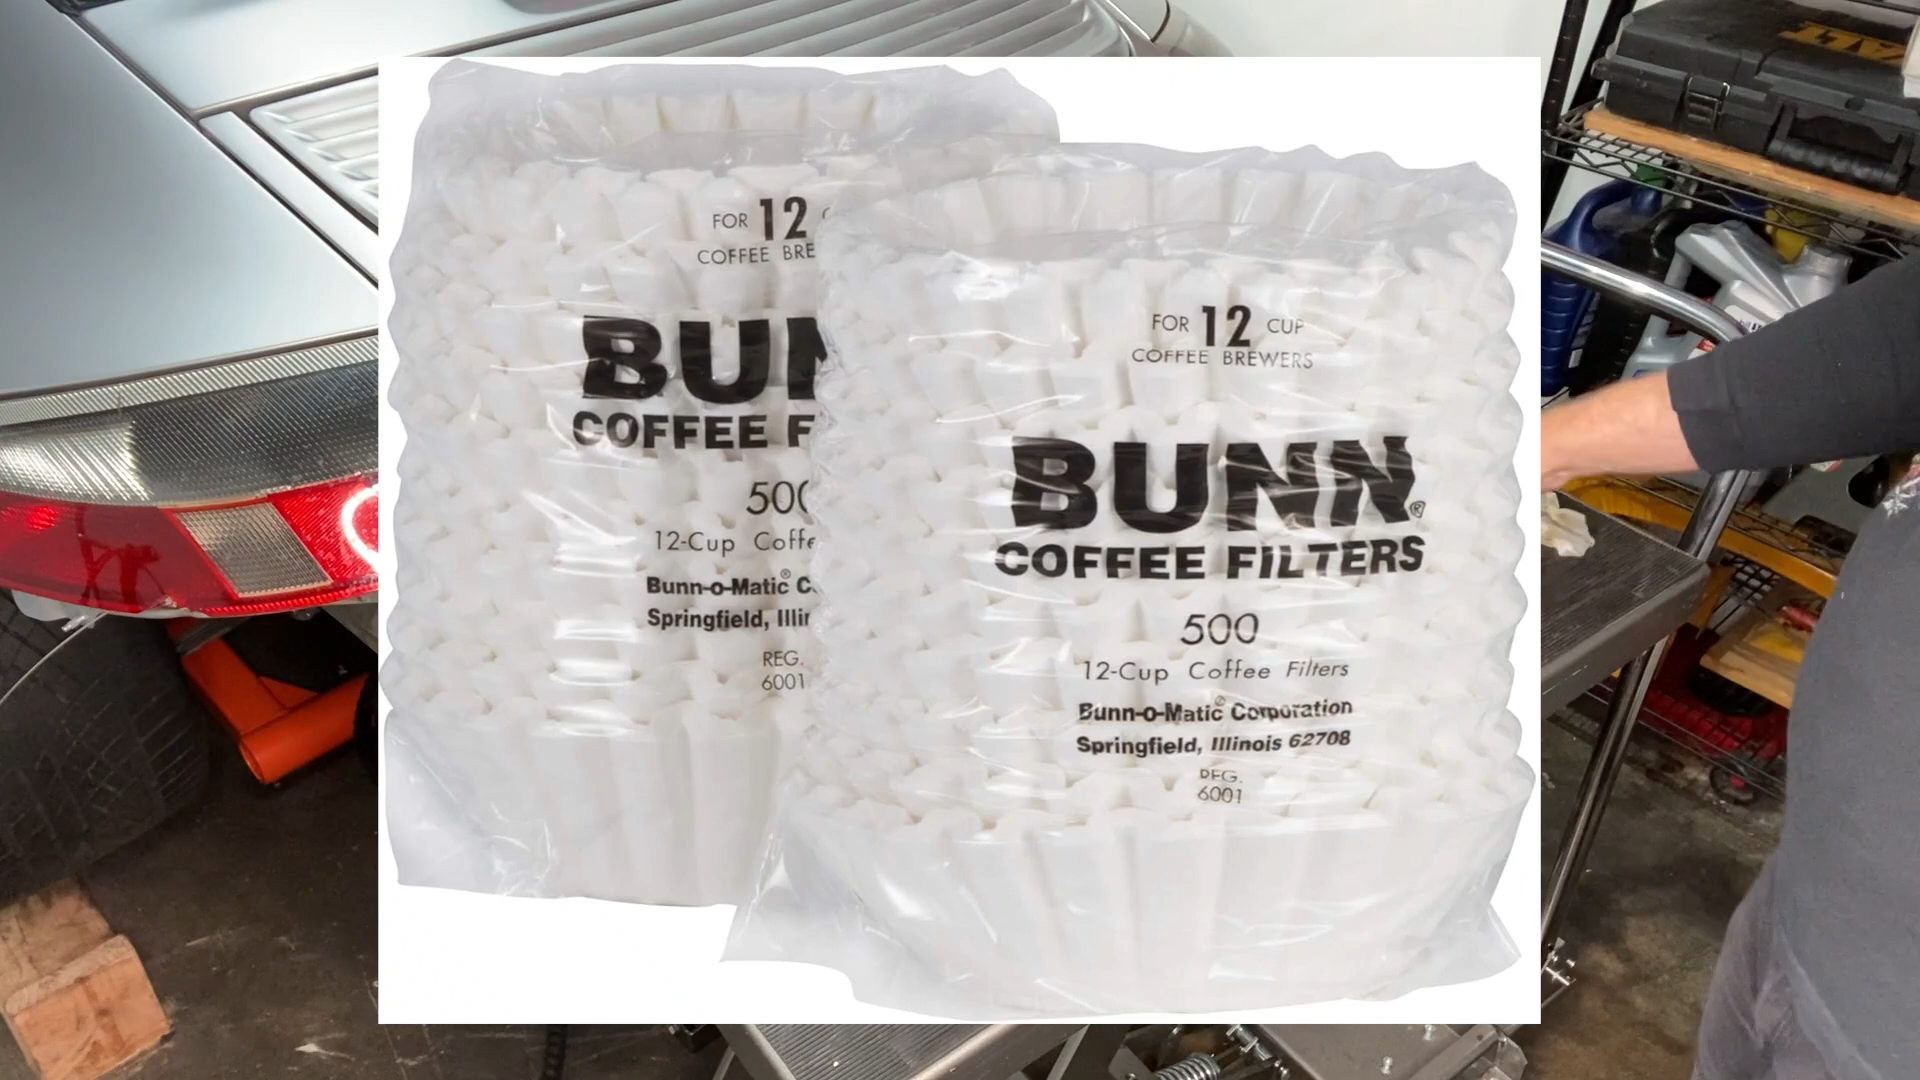 FOR 12
COFFEE BRE
BUN
COFFEE F
500
12-Cup Coffe
Bunn-o-Matic® C
Springfield, Illin
REG.
6001
FOR 12 CUP
COFFEE BREWERS
BUNN®
COFFEE FILTERS
500
12-Cup Coffee Filters
Bunn-o-Matic® Corporation
Springfield, Illinois 62708
REG.
6001